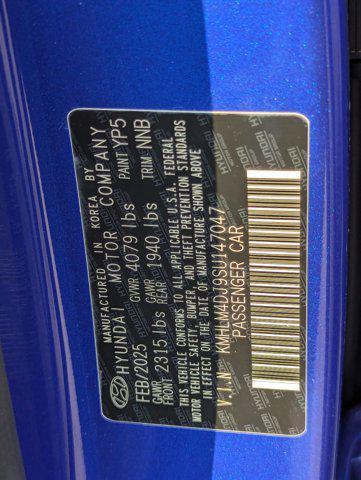 MANUFACTURED IN KOREA BY
HYUNDAI MOTOR COMPANY
FEB/2025 GVWR 4079 lbs PAINT YP5
GAWR FRONT 2315 lbs GAWR REAR 1940 lbs TRIM NNB
THIS VEHICLE CONFORMS TO ALL APPLICABLE U.S.A. FEDERAL
MOTOR VEHICLE SAFETY, BUMPER, AND THEFT PREVENTION STANDARDS
IN EFFECT ON THE DATE OF MANUFACTURE SHOWN ABOVE.
V.I.N : KMHLM4DJ9SU147047
PASSENGER CAR